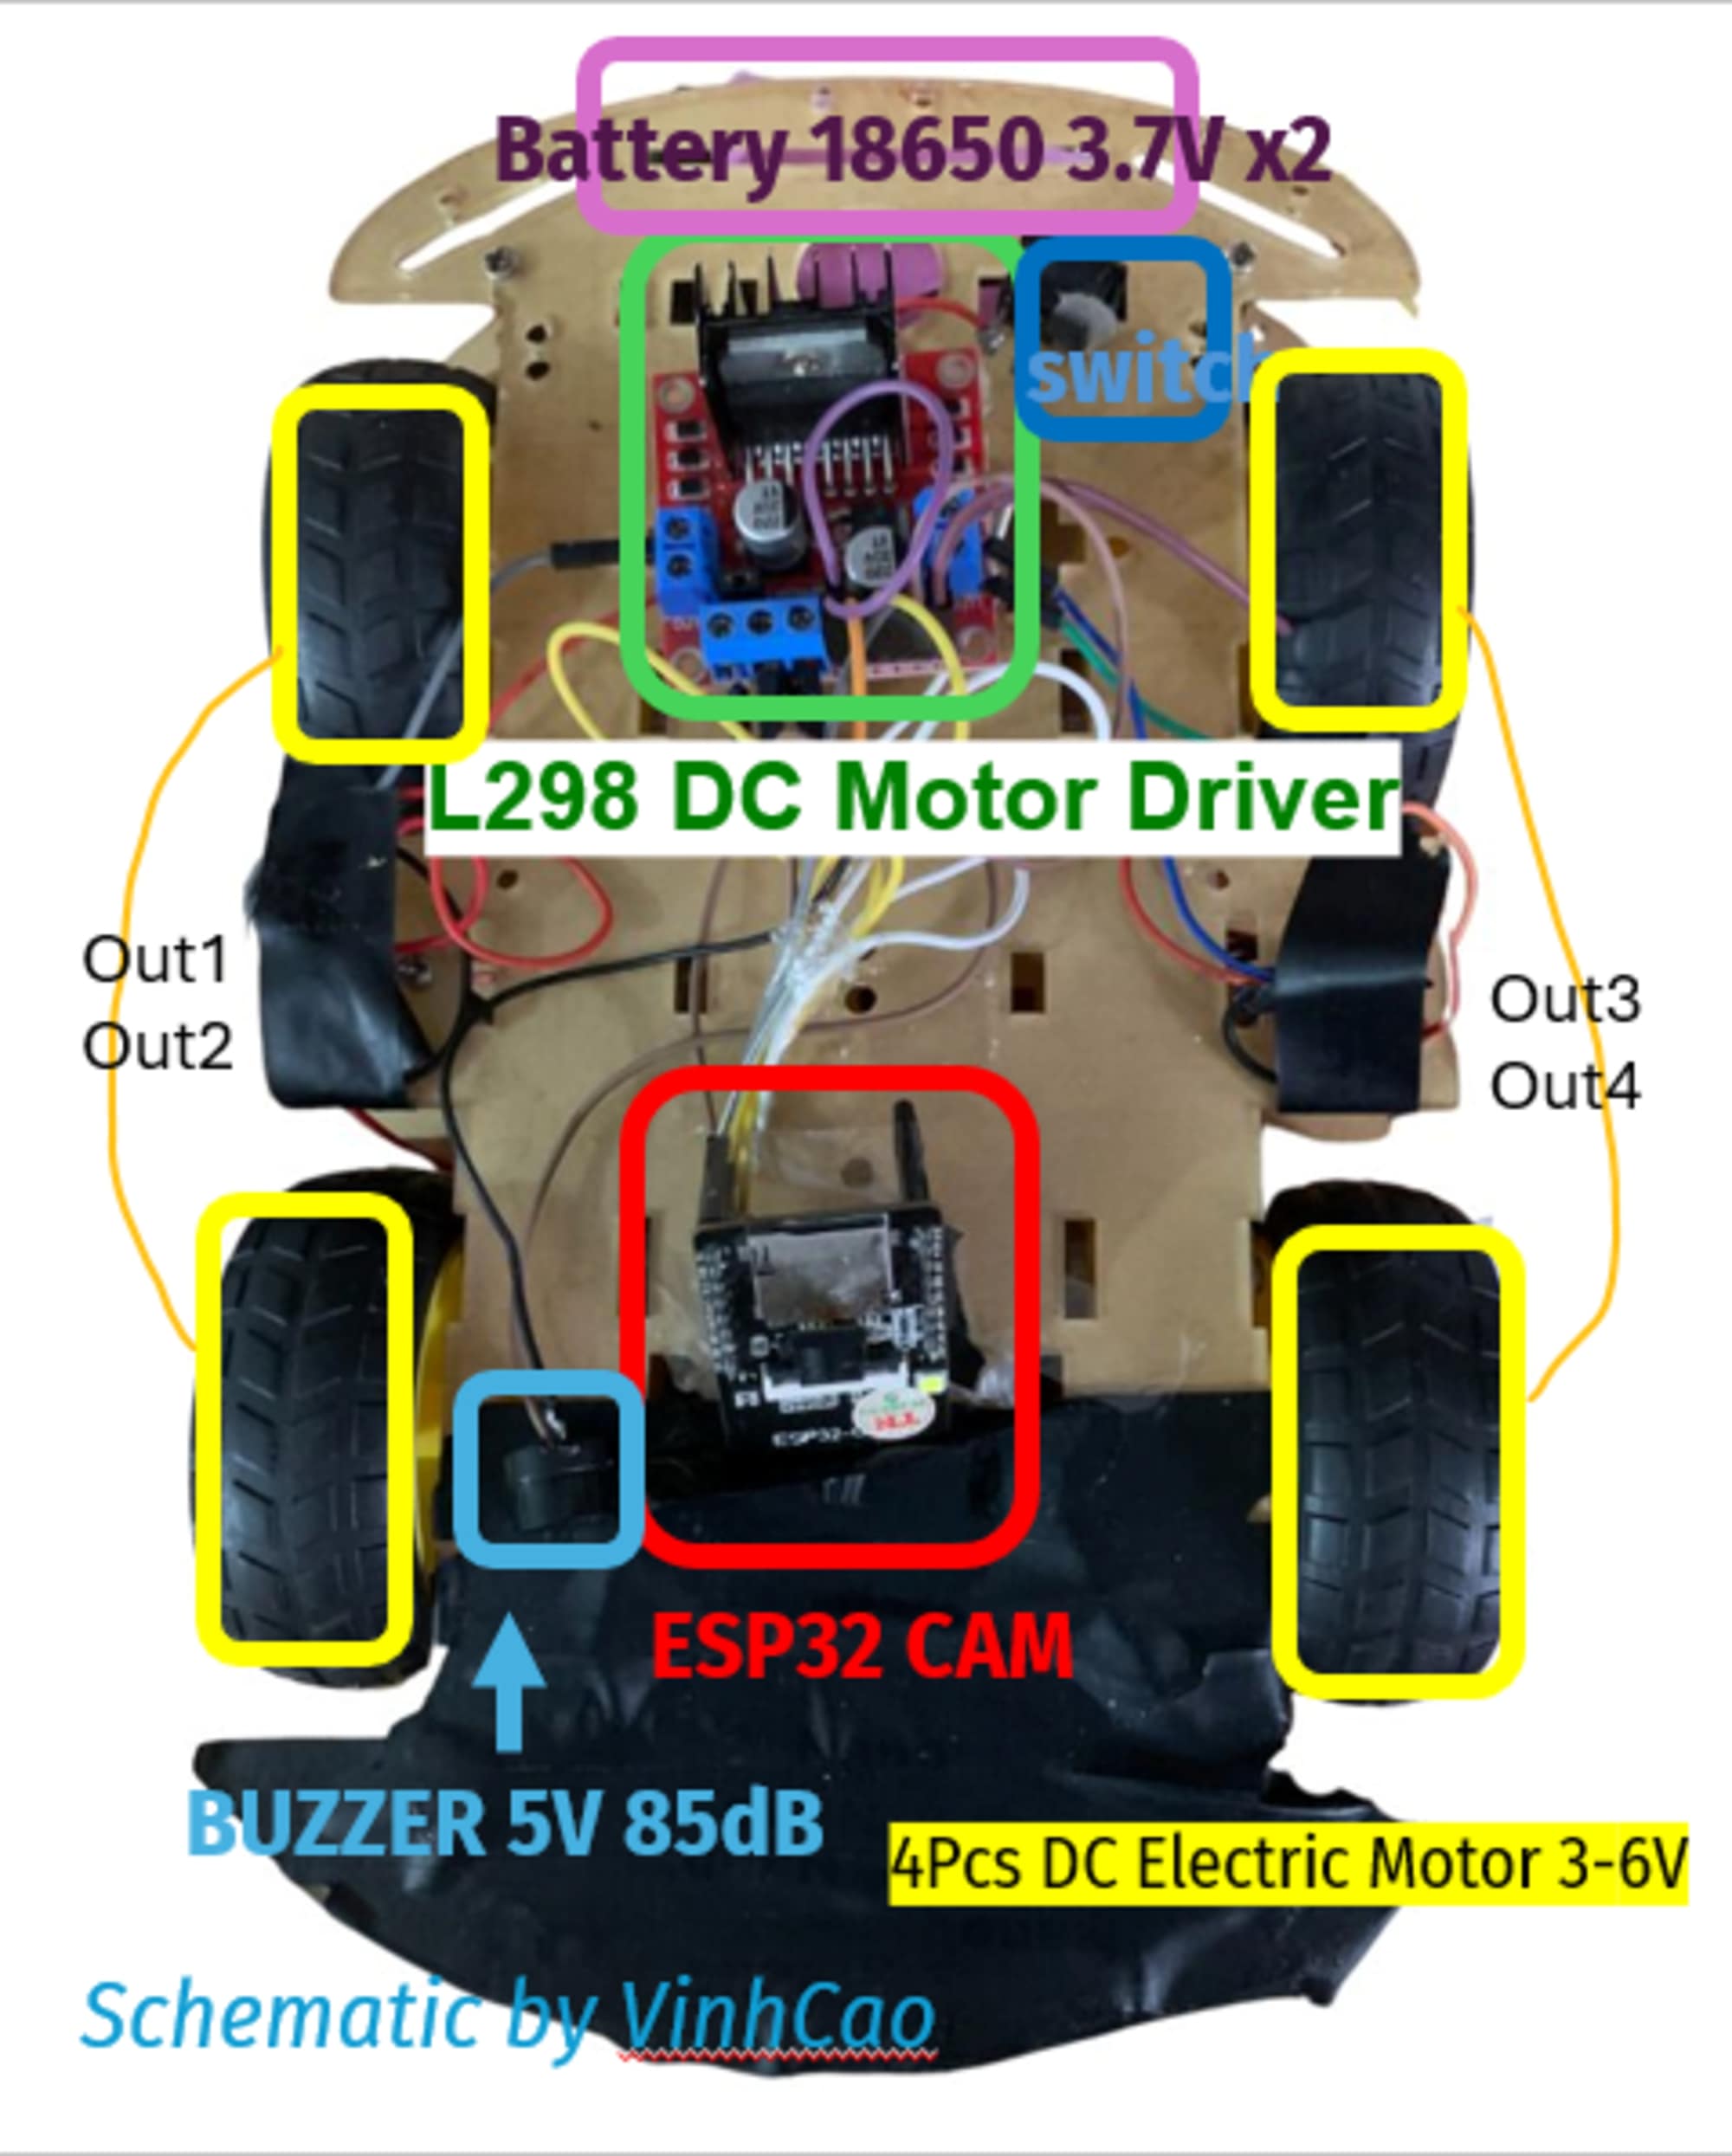 Battery 18650 3.7V x2
switch
L298 DC Motor Driver
Out1
Out2
Out3
Out4
ESP32 CAM
BUZZER 5V 85dB
4Pcs DC Electric Motor 3-6V
Schematic by VinhCao